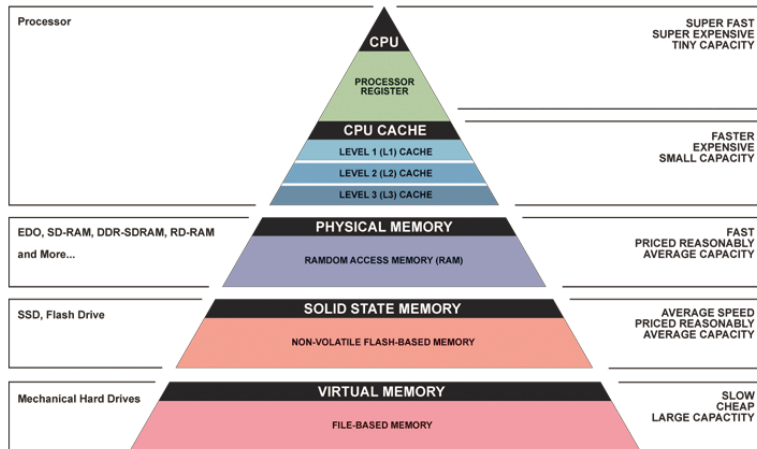 Processor
CPU
PROCESSOR
REGISTER
SUPER FAST
SUPER EXPENSIVE
TINY CAPACITY
CPU CACHE
LEVEL 1 (L1) CACHE
LEVEL 2 (L2) CACHE
LEVEL 3 (L3) CACHE
FASTER
EXPENSIVE
SMALL CAPACITY
EDO, SD-RAM, DDR-SDRAM, RD-RAM
and More...
PHYSICAL MEMORY
RAMDOM ACCESS MEMORY (RAM)
FAST
PRICED REASONABLY
AVERAGE CAPACITY
SSD, Flash Drive
SOLID STATE MEMORY
NON-VOLATILE FLASH-BASED MEMORY
AVERAGE SPEED
PRICED REASONABLY
AVERAGE CAPACITY
Mechanical Hard Drives
VIRTUAL MEMORY
FILE-BASED MEMORY
SLOW
CHEAP
LARGE CAPACTITY